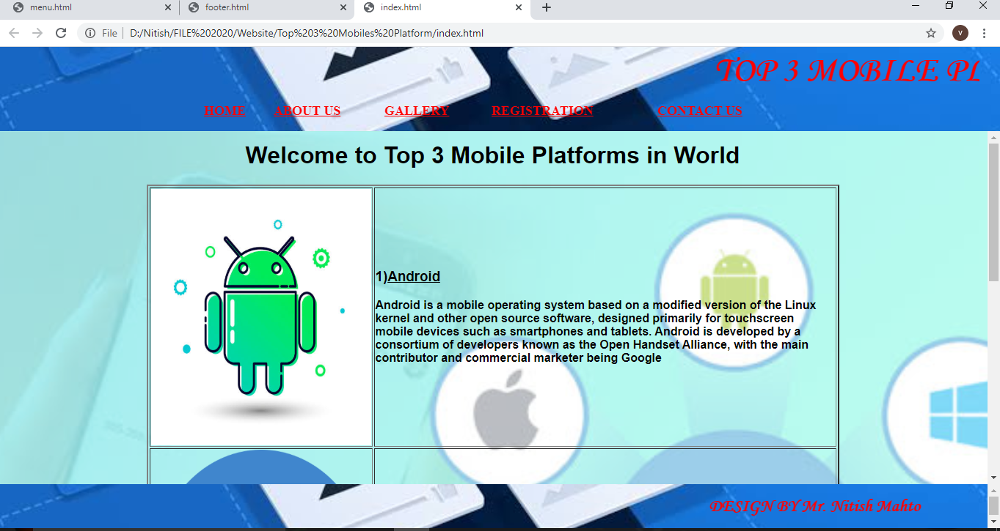 menu.html
footer.html
index.html
File
D:/Nitish/FILE%202020/Website/Top%203%20Mobiles%20Platform/index.html
V
TOP 3 MOBILE PL
HOME ABOUT US GALLERY REGISTRATION CONTACT US
Welcome to Top 3 Mobile Platforms in World
1)Android
Android is a mobile operating system based on a modified version of the Linux
kernel and other open source software, designed primarily for touchscreen
mobile devices such as smartphones and tablets. Android is developed by a
consortium of developers known as the Open Handset Alliance, with the main
contributor and commercial marketer being Google
DESIGN BY Mr. Nitish Mahto